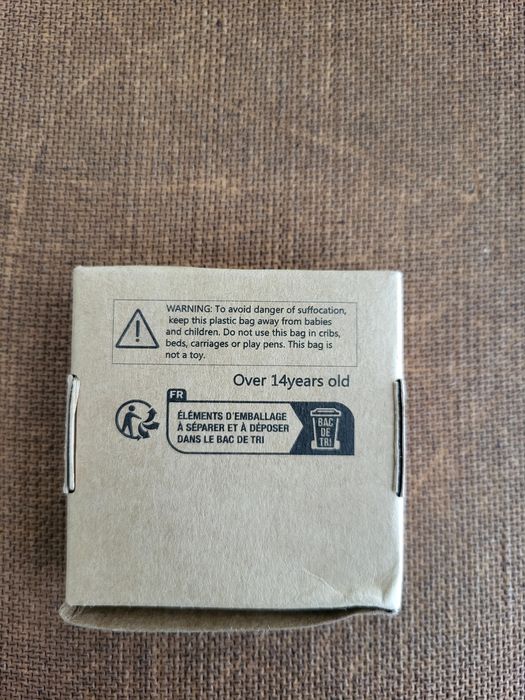 WARNING: To avoid danger of suffocation,
keep this plastic bag away from babies
and children. Do not use this bag in cribs,
beds, carriages or play pens. This bag is
not a toy.
Over 14years old
FR
ÉLÉMENTS D'EMBALLAGE
À SÉPARER ET À DÉPOSER
DANS LE BAC DE TRI
BAC
DE
TRI